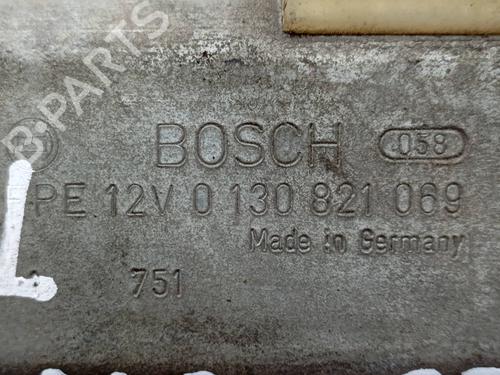 B-PARTS
BOSCH 058
PE 12V 0 130 821 069
Made in Germany
751
L